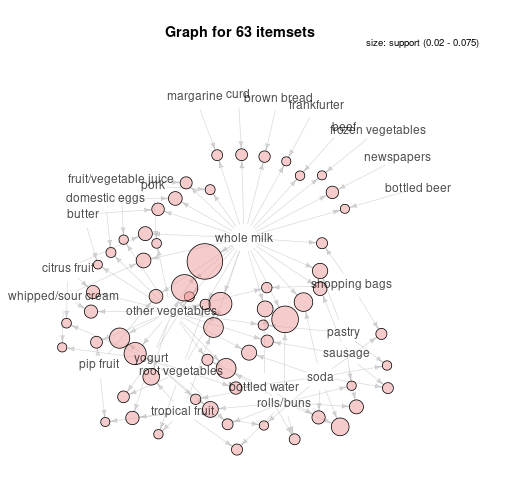 Graph for 63 itemsets
size: support (0.02 - 0.075)
margarine
curd
brown bread
frankfurter
beef
frozen vegetables
newspapers
fruit/vegetable juice
pork
bottled beer
domestic eggs
butter
whole milk
citrus fruit
shopping bags
whipped/sour cream
other vegetables
pastry
sausage
yogurt
pip fruit
root vegetables
soda
bottled water
rolls/buns
tropical fruit